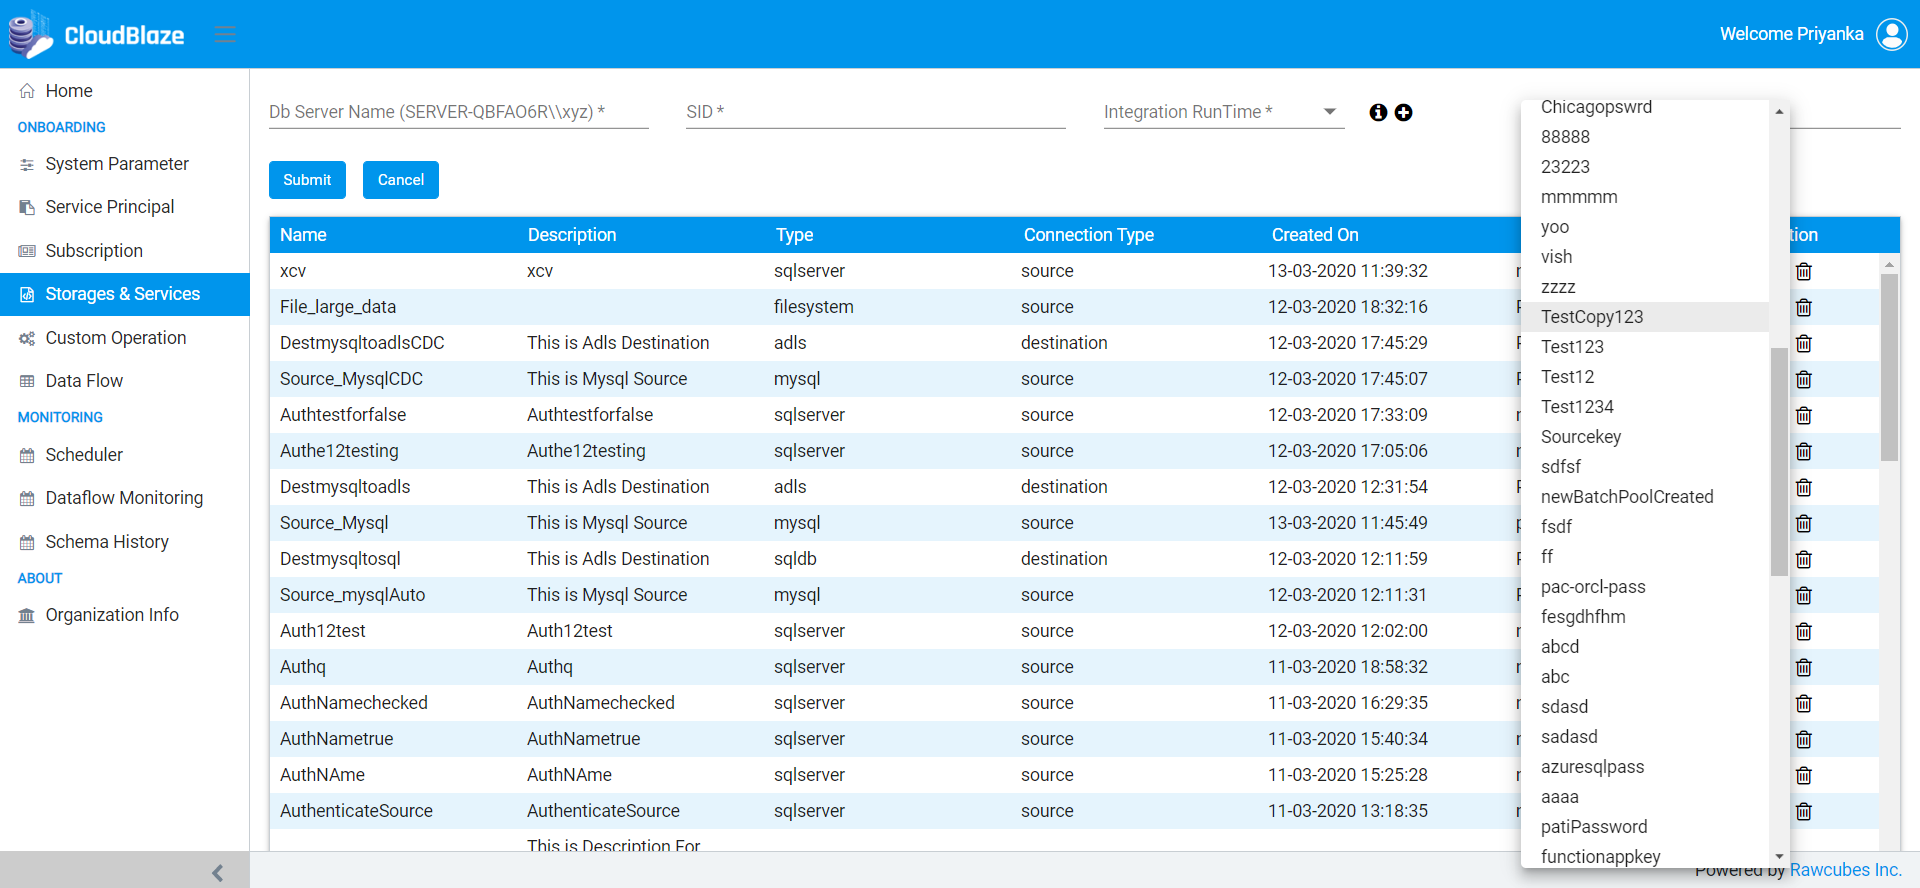 CloudBlaze
Welcome Priyanka
Home
ONBOARDING
System Parameter
Service Principal
Subscription
Storages & Services
Custom Operation
Data Flow
MONITORING
Scheduler
Dataflow Monitoring
Schema History
ABOUT
Organization Info
Db Server Name (SERVER-QBFAO6R\\xyz) *
SID *
Integration RunTime *
Submit
Cancel
Name Description Type Connection Type Created On
xcv xcv sqlserver source 13-03-2020 11:39:32
File_large_data filesystem source 12-03-2020 18:32:16
DestmysqltoadlsCDC This is Adls Destination adls destination 12-03-2020 17:45:29
Source_MysqlCDC This is Mysql Source mysql source 12-03-2020 17:45:07
Authtestforfalse Authtestforfalse sqlserver source 12-03-2020 17:33:09
Authe12testing Authe12testing sqlserver source 12-03-2020 17:05:06
Destmysqltoadls This is Adls Destination adls destination 12-03-2020 12:31:54
Source_Mysql This is Mysql Source mysql source 13-03-2020 11:45:49
Destmysqltosql This is Adls Destination sqldb destination 12-03-2020 12:11:59
Source_mysqlAuto This is Mysql Source mysql source 12-03-2020 12:11:31
Auth12test Auth12test sqlserver source 12-03-2020 12:02:00
Authq Authq sqlserver source 11-03-2020 18:58:32
AuthNamechecked AuthNamechecked sqlserver source 11-03-2020 16:29:35
AuthNametrue AuthNametrue sqlserver source 11-03-2020 15:40:34
AuthNAme AuthNAme sqlserver source 11-03-2020 15:25:28
AuthenticateSource AuthenticateSource sqlserver source 11-03-2020 13:18:35
This is Description For
Chicagopswrd
88888
23223
mmmmm
yoo
vish
zzzz
TestCopy123
Test123
Test12
Test1234
Sourcekey
sdfsf
newBatchPoolCreated
fsdf
ff
pac-orcl-pass
fesgdhfhm
abcd
abc
sdasd
sadasd
azuresqlpass
aaaa
patiPassword
functionappkey
Powered by Rawcubes Inc.